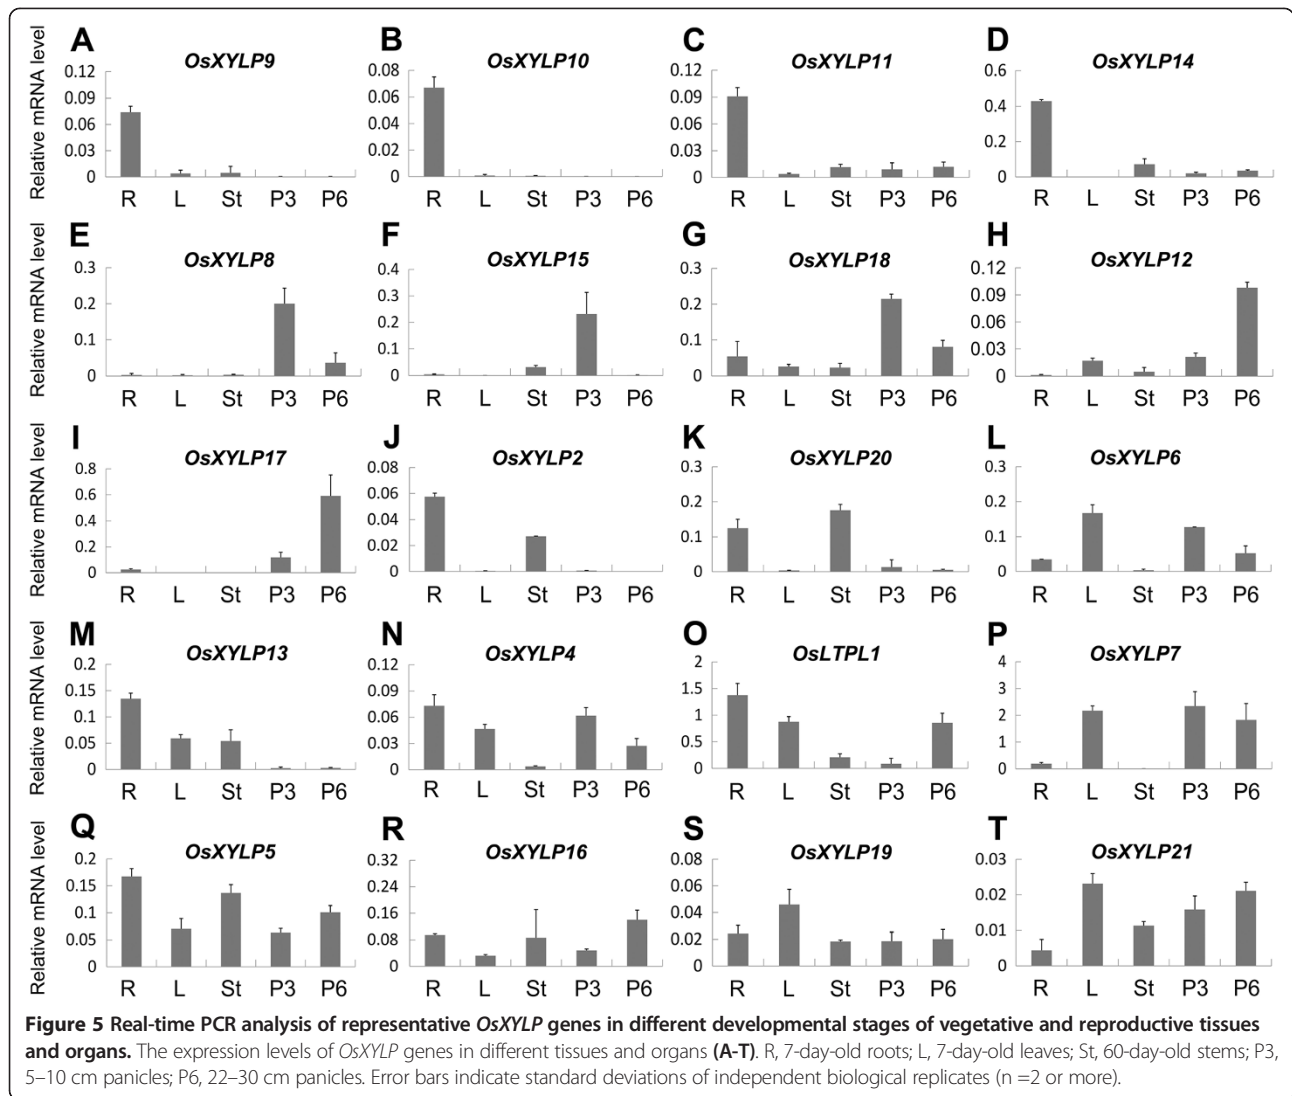 A
OsXYLP9
Relative mRNA level
0.12
0.09
0.06
0.03
0
R L St P3 P6
B
OsXYLP10
0.08
0.06
0.04
0.02
0
R L St P3 P6
C
OsXYLP11
0.12
0.09
0.06
0.03
0
R L St P3 P6
D
OsXYLP14
0.6
0.4
0.2
0
R L St P3 P6
E
OsXYLP8
Relative mRNA level
0.3
0.2
0.1
0
R L St P3 P6
F
OsXYLP15
0.4
0.3
0.2
0.1
0
R L St P3 P6
G
OsXYLP18
0.3
0.2
0.1
0
R L St P3 P6
H
OsXYLP12
0.12
0.09
0.06
0.03
0
R L St P3 P6
I
OsXYLP17
Relative mRNA level
0.8
0.6
0.4
0.2
0
R L St P3 P6
J
OsXYLP2
0.08
0.06
0.04
0.02
0
R L St P3 P6
K
OsXYLP20
0.3
0.2
0.1
0
R L St P3 P6
L
OsXYLP6
0.3
0.2
0.1
0
R L St P3 P6
M
OsXYLP13
Relative mRNA level
0.2
0.15
0.1
0.05
0
R L St P3 P6
N
OsXYLP4
0.12
0.09
0.06
0.03
0
R L St P3 P6
O
OsLTPL1
2
1.5
1
0.5
0
R L St P3 P6
P
OsXYLP7
4
3
2
1
0
R L St P3 P6
Q
OsXYLP5
Relative mRNA level
0.2
0.15
0.1
0.05
0
R L St P3 P6
R
OsXYLP16
0.32
0.24
0.16
0.08
0
R L St P3 P6
S
OsXYLP19
0.08
0.06
0.04
0.02
0
R L St P3 P6
T
OsXYLP21
0.03
0.02
0.01
0
R L St P3 P6
Figure 5 Real-time PCR analysis of representative OsXYLP genes in different developmental stages of vegetative and reproductive tissues
and organs. The expression levels of OsXYLP genes in different tissues and organs (A-T). R, 7-day-old roots; L, 7-day-old leaves; St, 60-day-old stems; P3,
5–10 cm panicles; P6, 22–30 cm panicles. Error bars indicate standard deviations of independent biological replicates (n =2 or more).